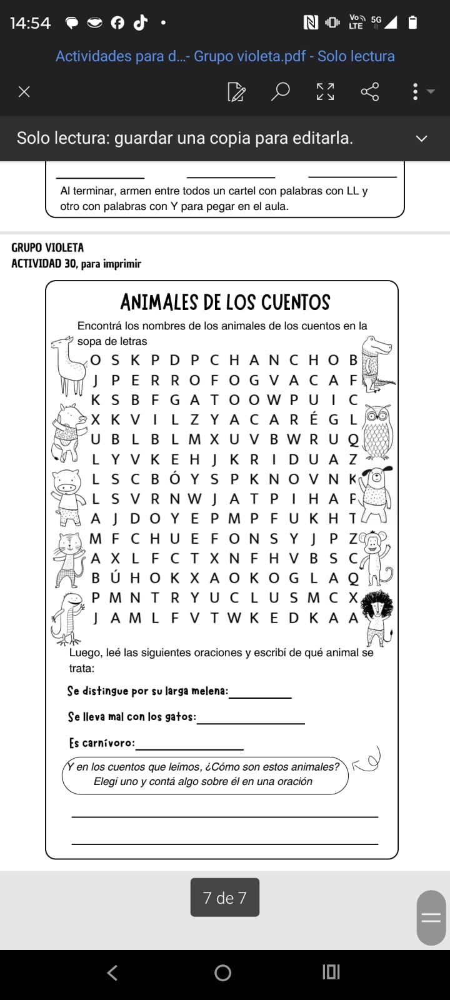 14:54
Vo LTE 5G
Actividades para d...- Grupo violeta.pdf - Solo lectura
Solo lectura: guardar una copia para editarla.
Al terminar, armen entre todos un cartel con palabras con LL y
otro con palabras con Y para pegar en el aula.
GRUPO VIOLETA
ACTIVIDAD 30, para imprimir
ANIMALES DE LOS CUENTOS
Encontrá los nombres de los animales de los cuentos en la
sopa de letras
O S K P D P C H A N C H O B
J P E R R O F O G V A C A F
K S B F G A T O O W P U I C
X K V I L Z Y A C A R É G L
U B L B L M X U V B W R U Q
L Y V K E H J K R I D U A Z
L S C B Ó Y S P K N O V N K
L S V R N W J A T P I H A F
A J D O Y E P M P F U K H T
M F C H U E F O N S Y J P Z
A X L F C T X N F H V B S C
B Ú H O K X A O K O G L A Q
P M N T R Y U C L U S M C X
J A M L F V T W K E D K A A
Luego, leé las siguientes oraciones y escribí de qué animal se
trata:
Se distingue por su larga melena:
Se lleva mal con los gatos:
Es carnívoro:
Y en los cuentos que leímos, ¿Cómo son estos animales?
Elegí uno y contá algo sobre él en una oración
7 de 7